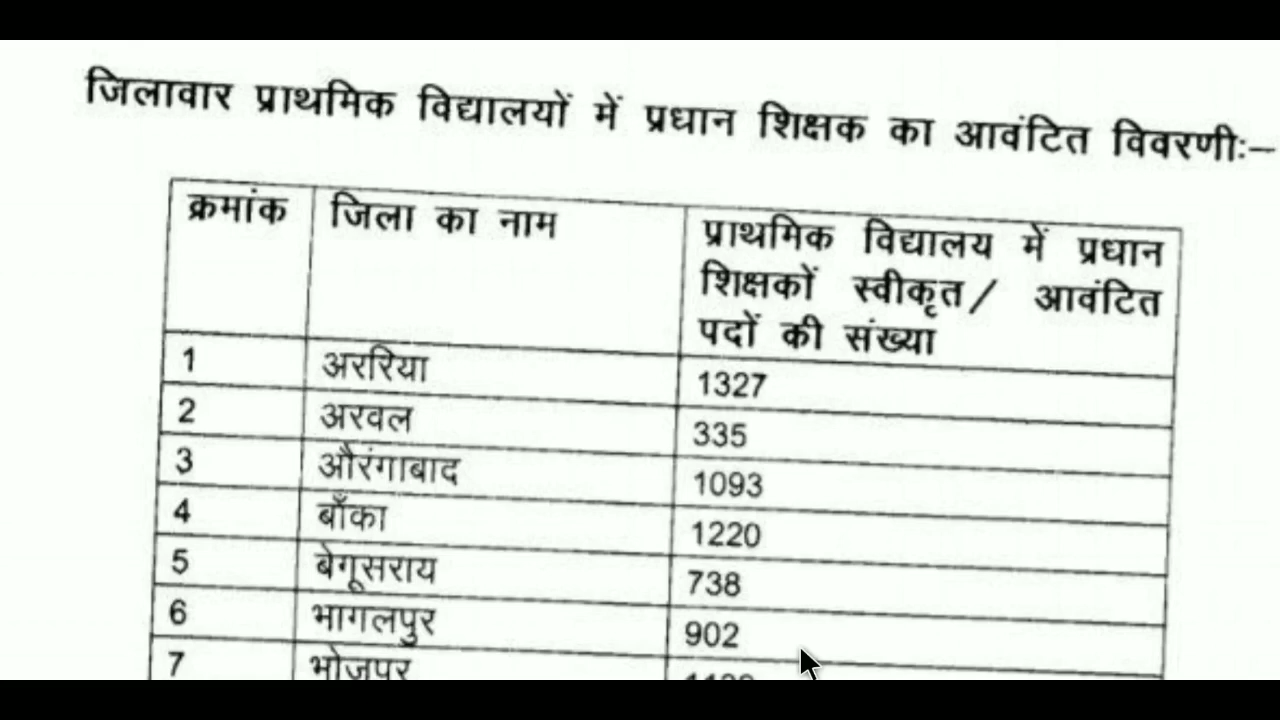 जिलावार प्राथमिक विद्यालयों में प्रधान शिक्षक का आवंटित विवरणीः–
क्रमांक जिला का नाम प्राथमिक विद्यालय में प्रधान
शिक्षकों स्वीकृत/ आवंटित
पदों की संख्या
1 अररिया 1327
2 अरवल 335
3 औरंगाबाद 1093
4 बाँका 1220
5 बेगूसराय 738
6 भागलपुर 902
7 भोजपुर